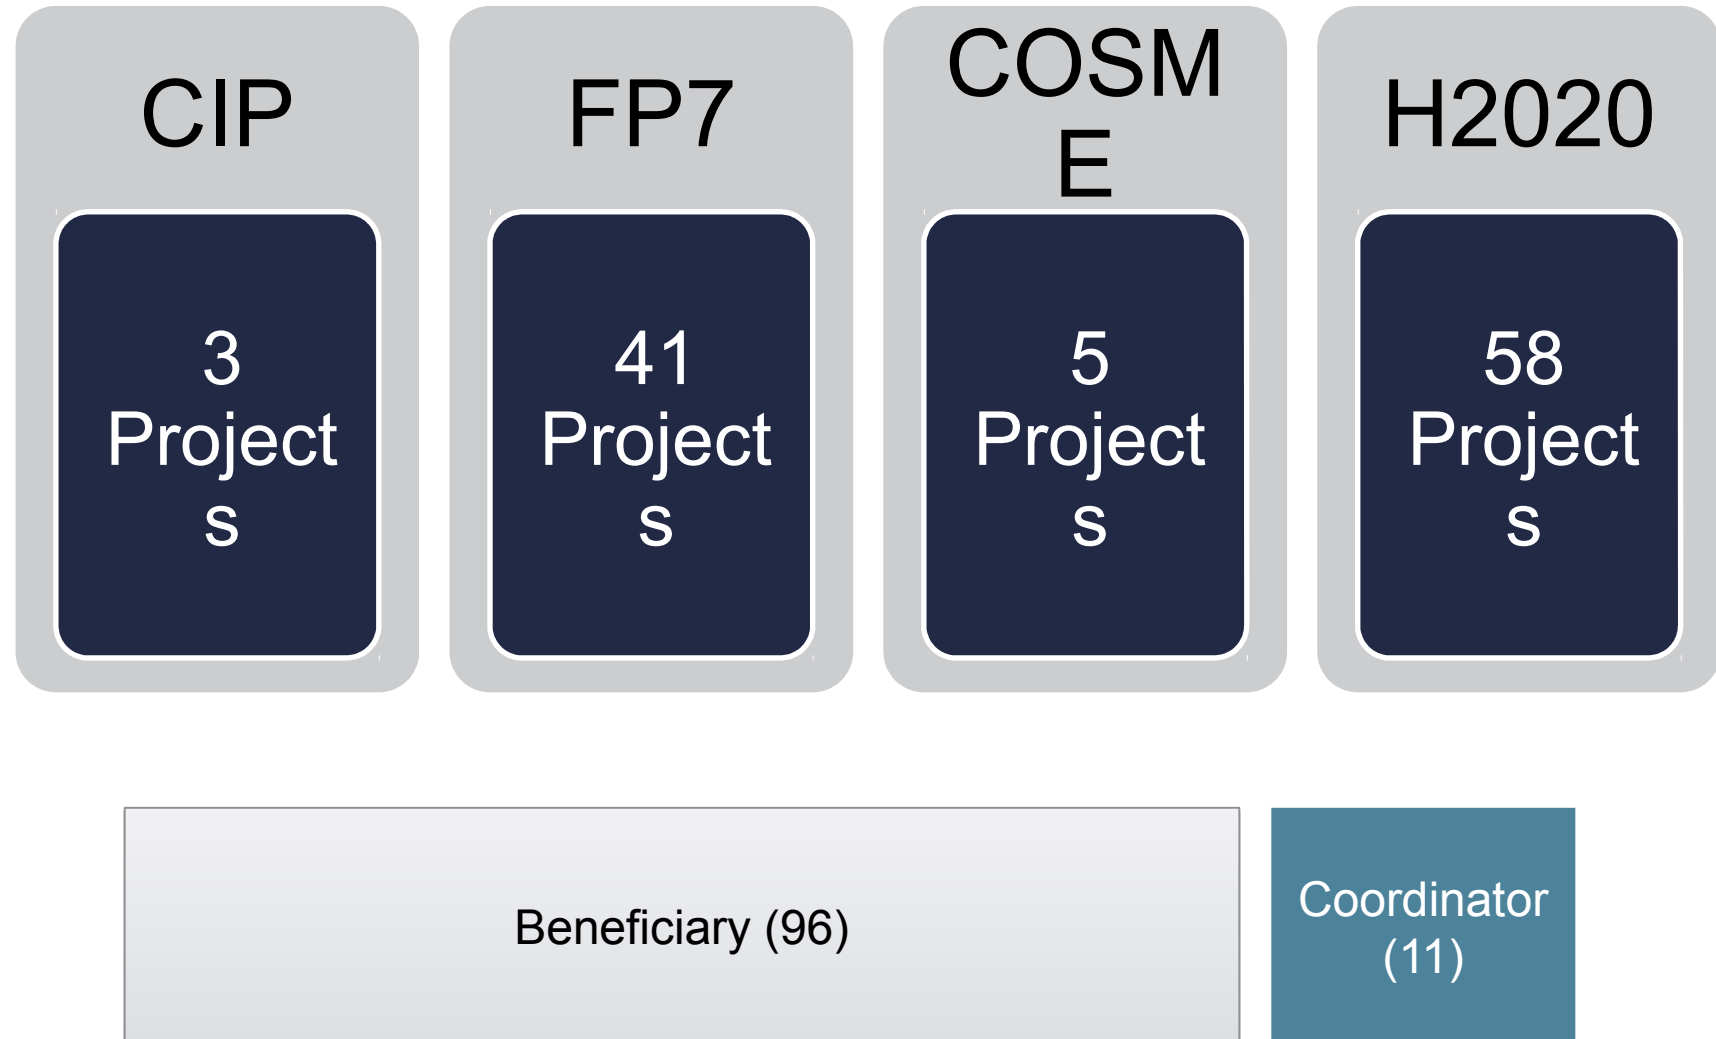 CIP
FP7
COSM
E
H2020
3
Project
s
41
Project
s
5
Project
s
58
Project
s
Beneficiary (96)
Coordinator
(11)